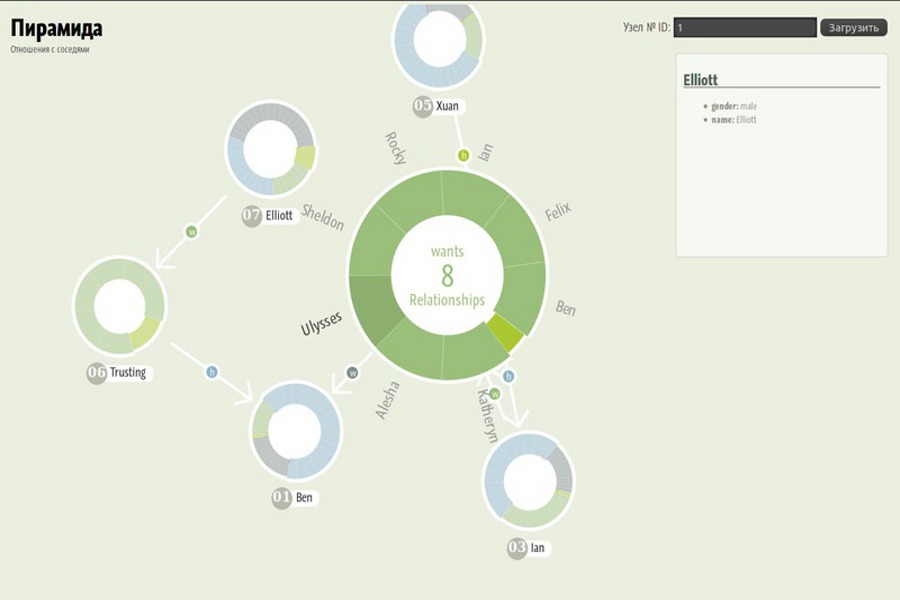 Пирамида
Отношения с соседями
Узел № ID:
1
Загрузить
Elliott
gender: male
name: Elliott
05 Xuan
h
Rocky
Ian
07 Elliott
Sheldon
Felix
w
wants
8
Relationships
Ben
Ulysses
06 Trusting
h
w
h
Alesha
w
Katheryn
01 Ben
03 Ian